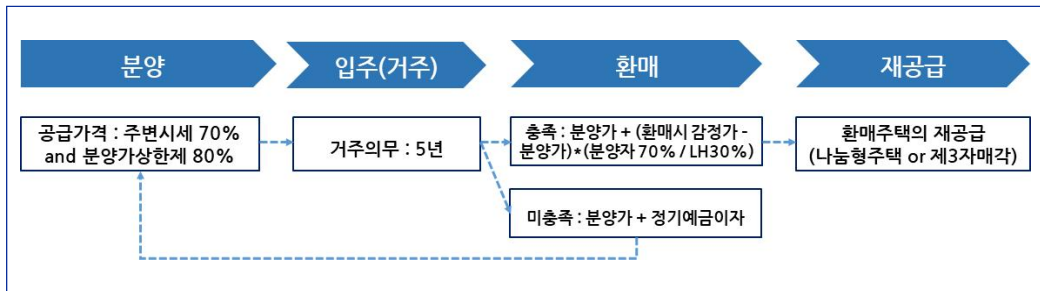 분양
입주(거주)
환매
재공급
공급가격 : 주변시세 70%
and 분양가상한제 80%
거주의무 : 5년
충족 : 분양가 + (환매시 감정가 -
분양가)*(분양자 70% / LH30%)
환매주택의 재공급
(나눔형주택 or 제3자매각)
미충족 : 분양가 + 정기예금이자